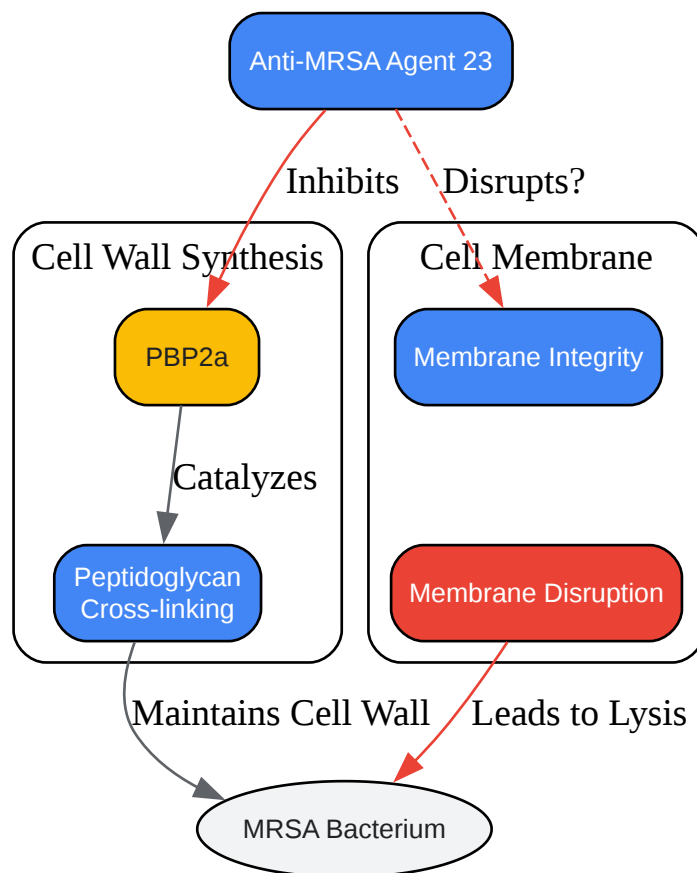 Anti-MRSA Agent 23
Inhibits
Disrupts?
Cell Wall Synthesis
Cell Membrane
PBP2a
Membrane Integrity
Catalyzes
Peptidoglycan
Cross-linking
Membrane Disruption
Maintains Cell Wall
Leads to Lysis
MRSA Bacterium